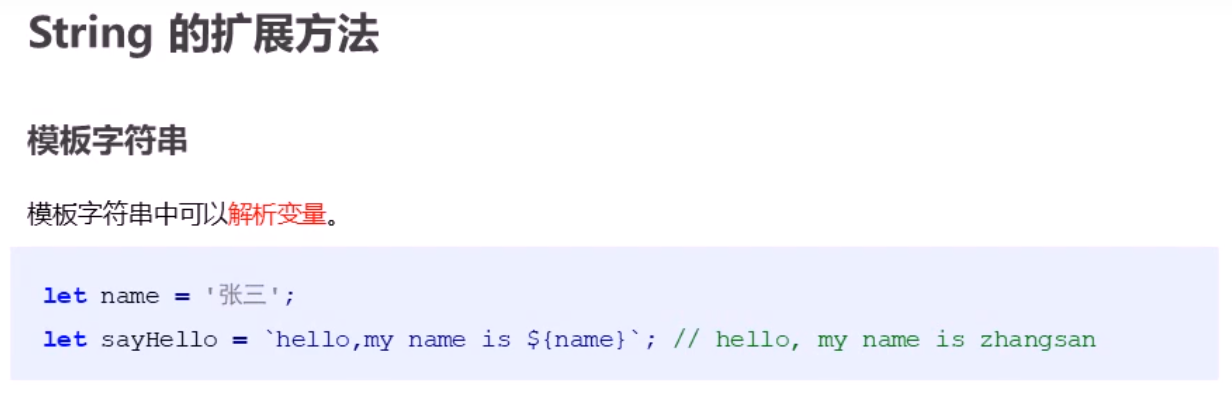 String 的扩展方法
模板字符串
模板字符串中可以解析变量。
let name = '张三';
let sayHello = `hello,my name is ${name}`; // hello, my name is zhangsan